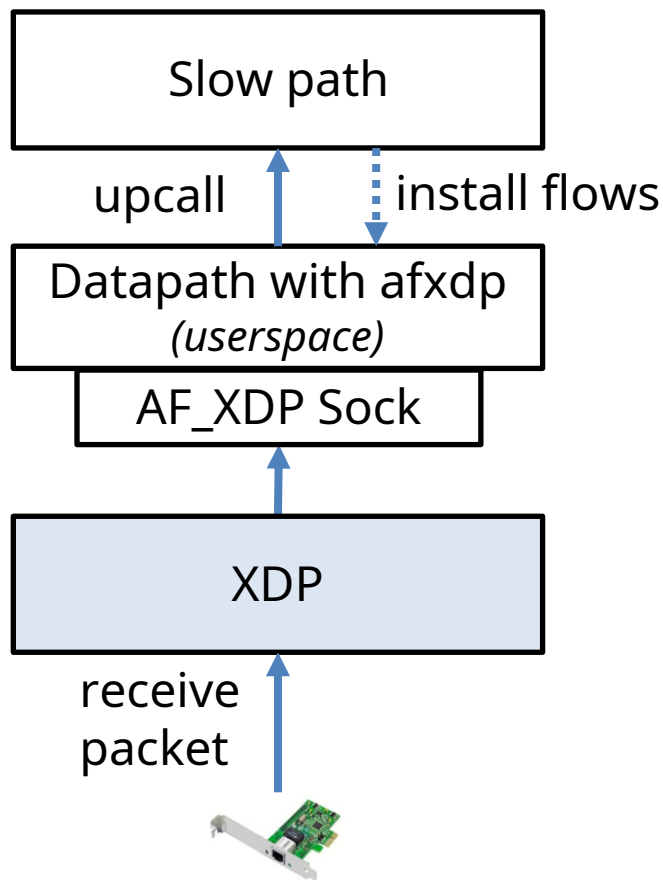 Slow path
upcall
install flows
Datapath with afxdp
(userspace)
AF_XDP Sock
XDP
receive
packet